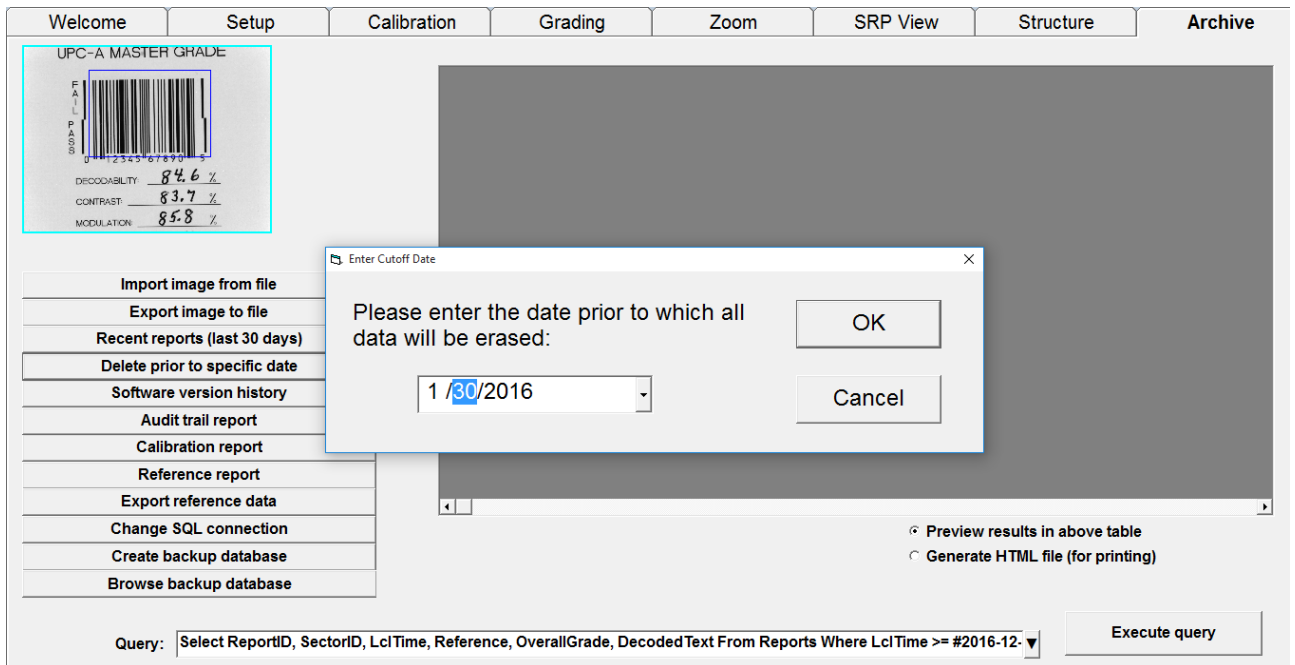 Welcome Setup Calibration Grading Zoom SRP View Structure Archive
UPC-A MASTER GRADE
FAIL
PASS
0 12345 67890 5
DECODABILITY: 84.6 %
CONTRAST: 83.7 %
MODULATION: 85.8 %
Import image from file
Export image to file
Recent reports (last 30 days)
Delete prior to specific date
Software version history
Audit trail report
Calibration report
Reference report
Export reference data
Change SQL connection
Create backup database
Browse backup database
Enter Cutoff Date
Please enter the date prior to which all
data will be erased:
1 /30/2016
OK
Cancel
Preview results in above table
Generate HTML file (for printing)
Query: Select ReportID, SectorID, LclTime, Reference, OverallGrade, DecodedText From Reports Where LclTime >= #2016-12-
Execute query